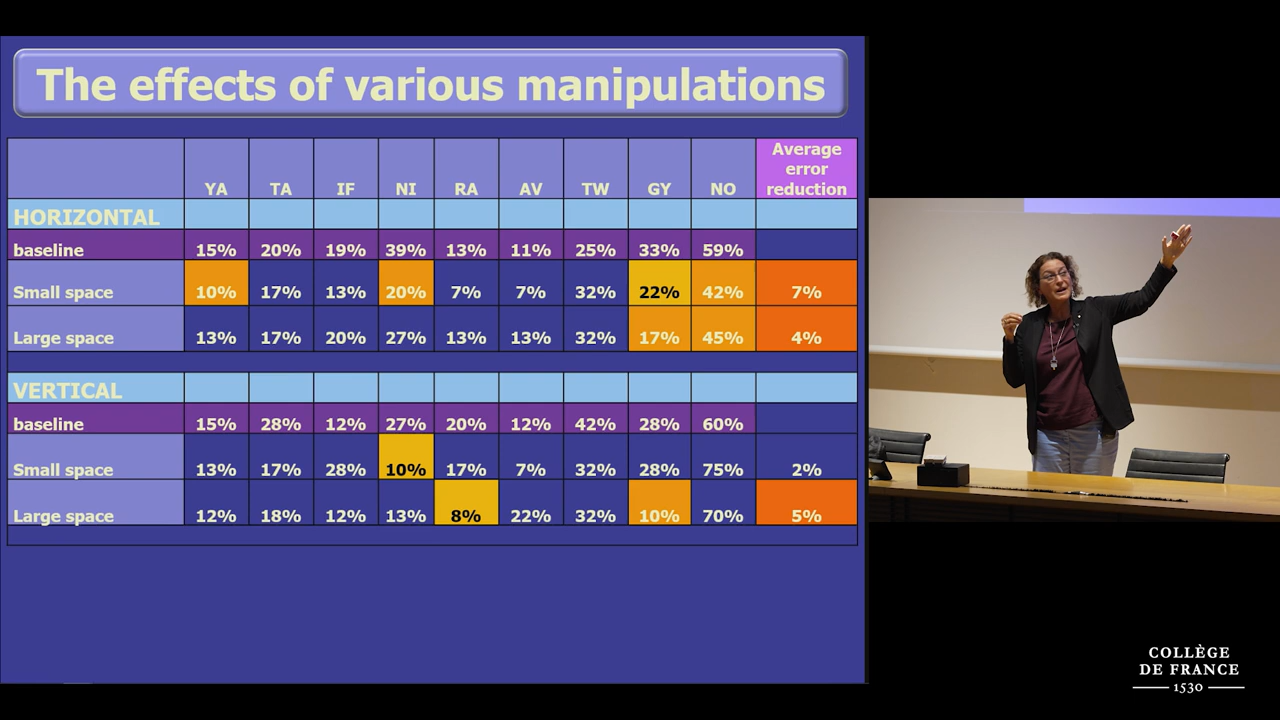 The effects of various manipulations
YA TA IF NI RA AV TW GY NO Average error reduction
HORIZONTAL
baseline 15% 20% 19% 39% 13% 11% 25% 33% 59%
Small space 10% 17% 13% 20% 7% 7% 32% 22% 42% 7%
Large space 13% 17% 20% 27% 13% 13% 32% 17% 45% 4%
VERTICAL
baseline 15% 28% 12% 27% 20% 12% 42% 28% 60%
Small space 13% 17% 28% 10% 17% 7% 32% 28% 75% 2%
Large space 12% 18% 12% 13% 8% 22% 32% 10% 70% 5%
COLLÈGE
DE FRANCE
1530